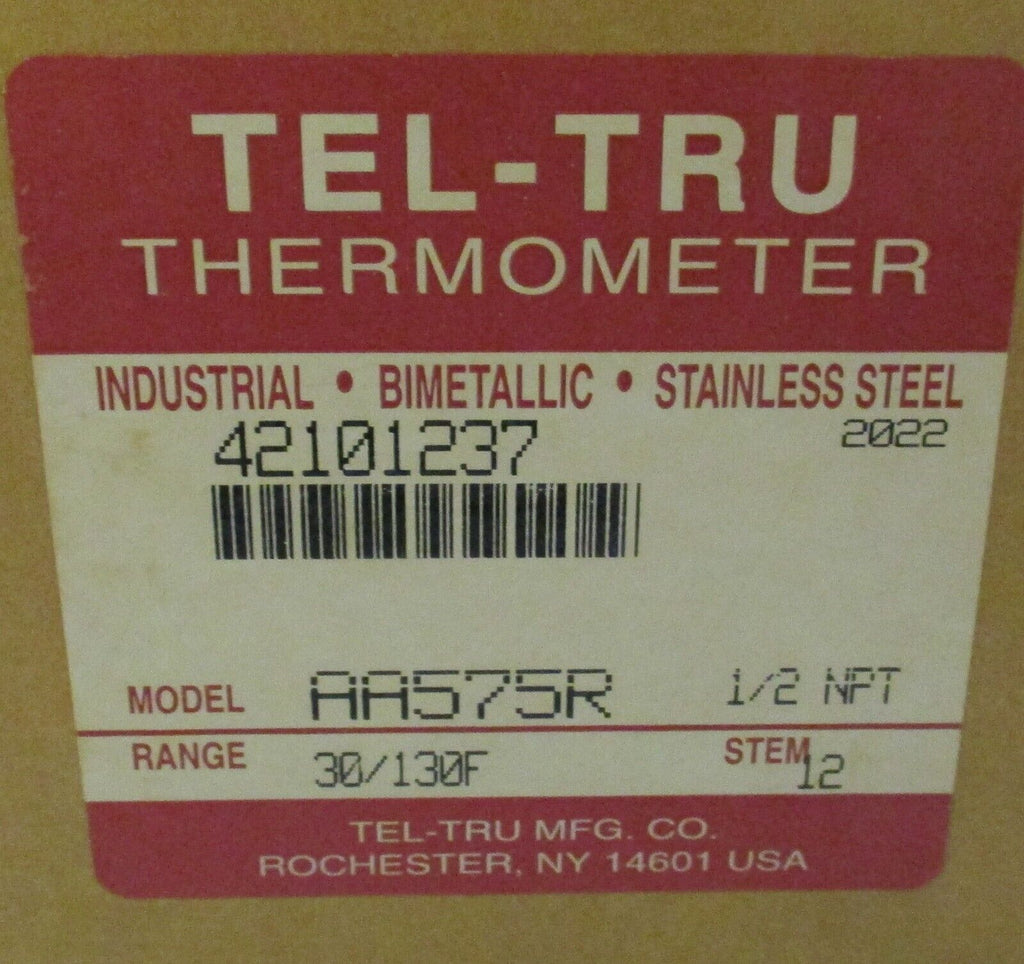 TEL-TRU
THERMOMETER
INDUSTRIAL • BIMETALLIC • STAINLESS STEEL
42101237 2022
MODEL AA575R 1/2 NPT
RANGE 30/130F STEM 12
TEL-TRU MFG. CO.
ROCHESTER, NY 14601 USA